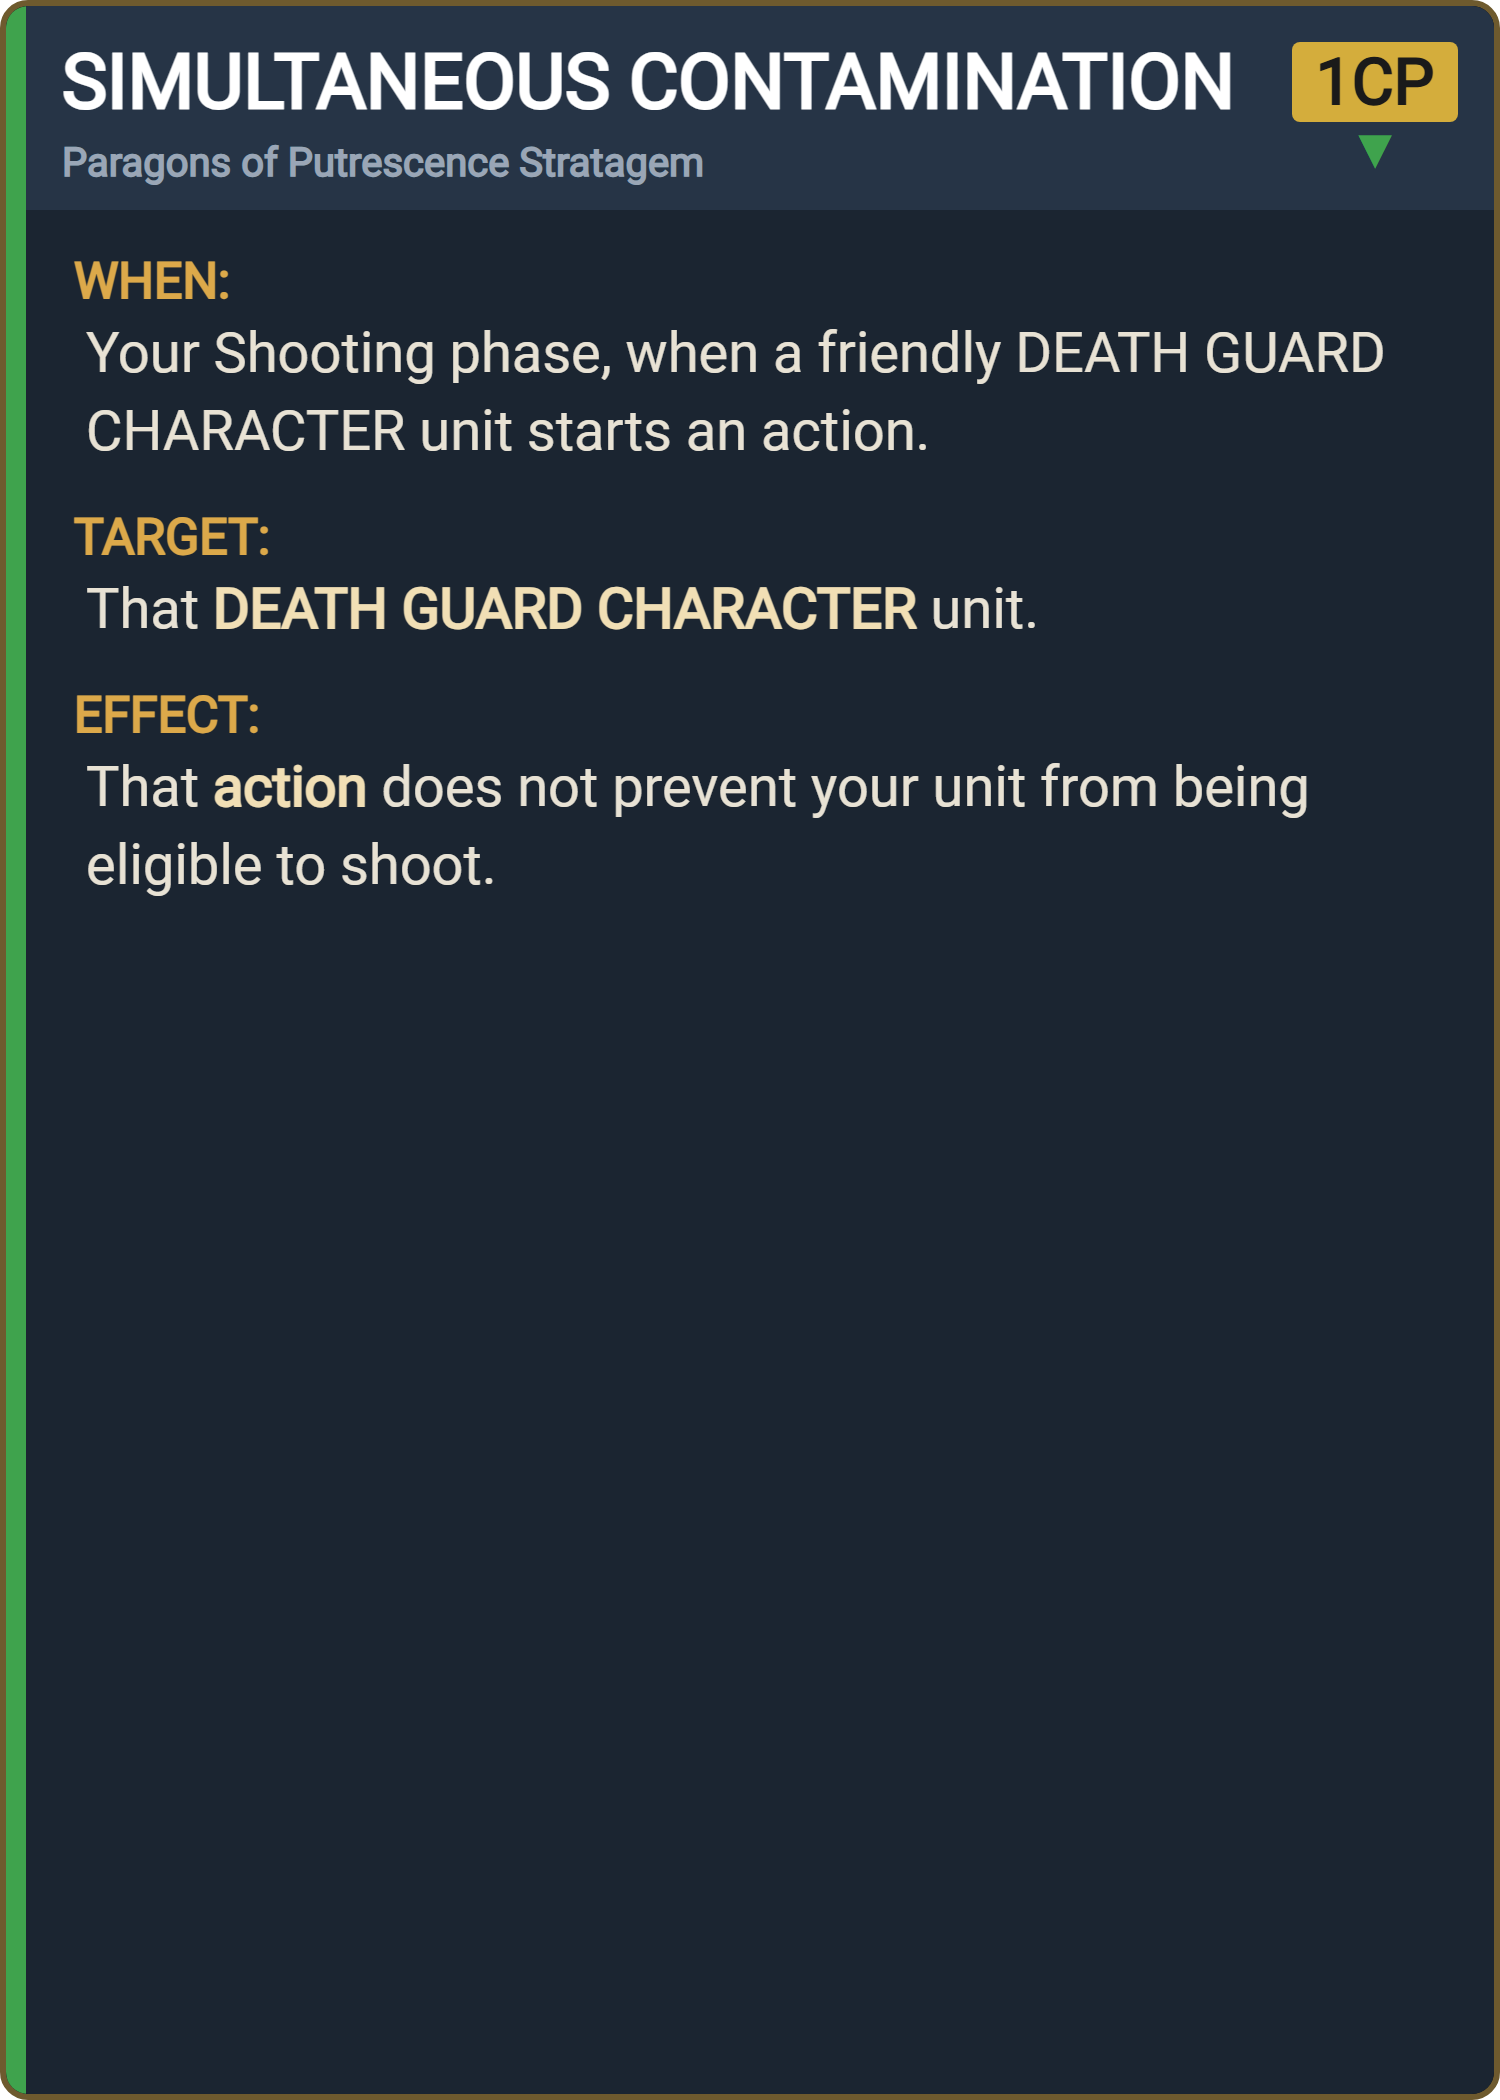 SIMULTANEOUS CONTAMINATION
1CP
Paragons of Putrescence Stratagem
WHEN:
Your Shooting phase, when a friendly DEATH GUARD
CHARACTER unit starts an action.
TARGET:
That DEATH GUARD CHARACTER unit.
EFFECT:
That action does not prevent your unit from being
eligible to shoot.